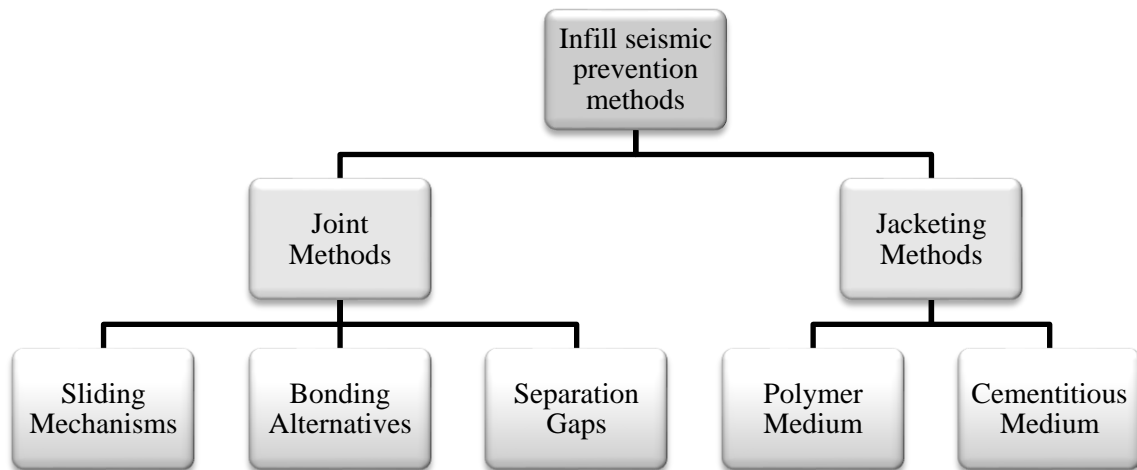 Infill seismic
prevention
methods
Joint
Methods
Jacketing
Methods
Sliding
Mechanisms
Bonding
Alternatives
Separation
Gaps
Polymer
Medium
Cementitious
Medium